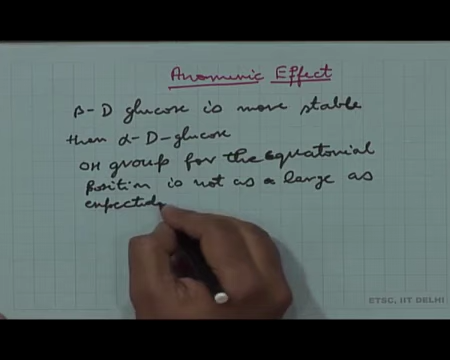 Anomeric Effect
β-D glucose is more stable
than α-D-glucose
OH group for the equatorial
position is not as a large as
expected
ETSC, IIT DELHI